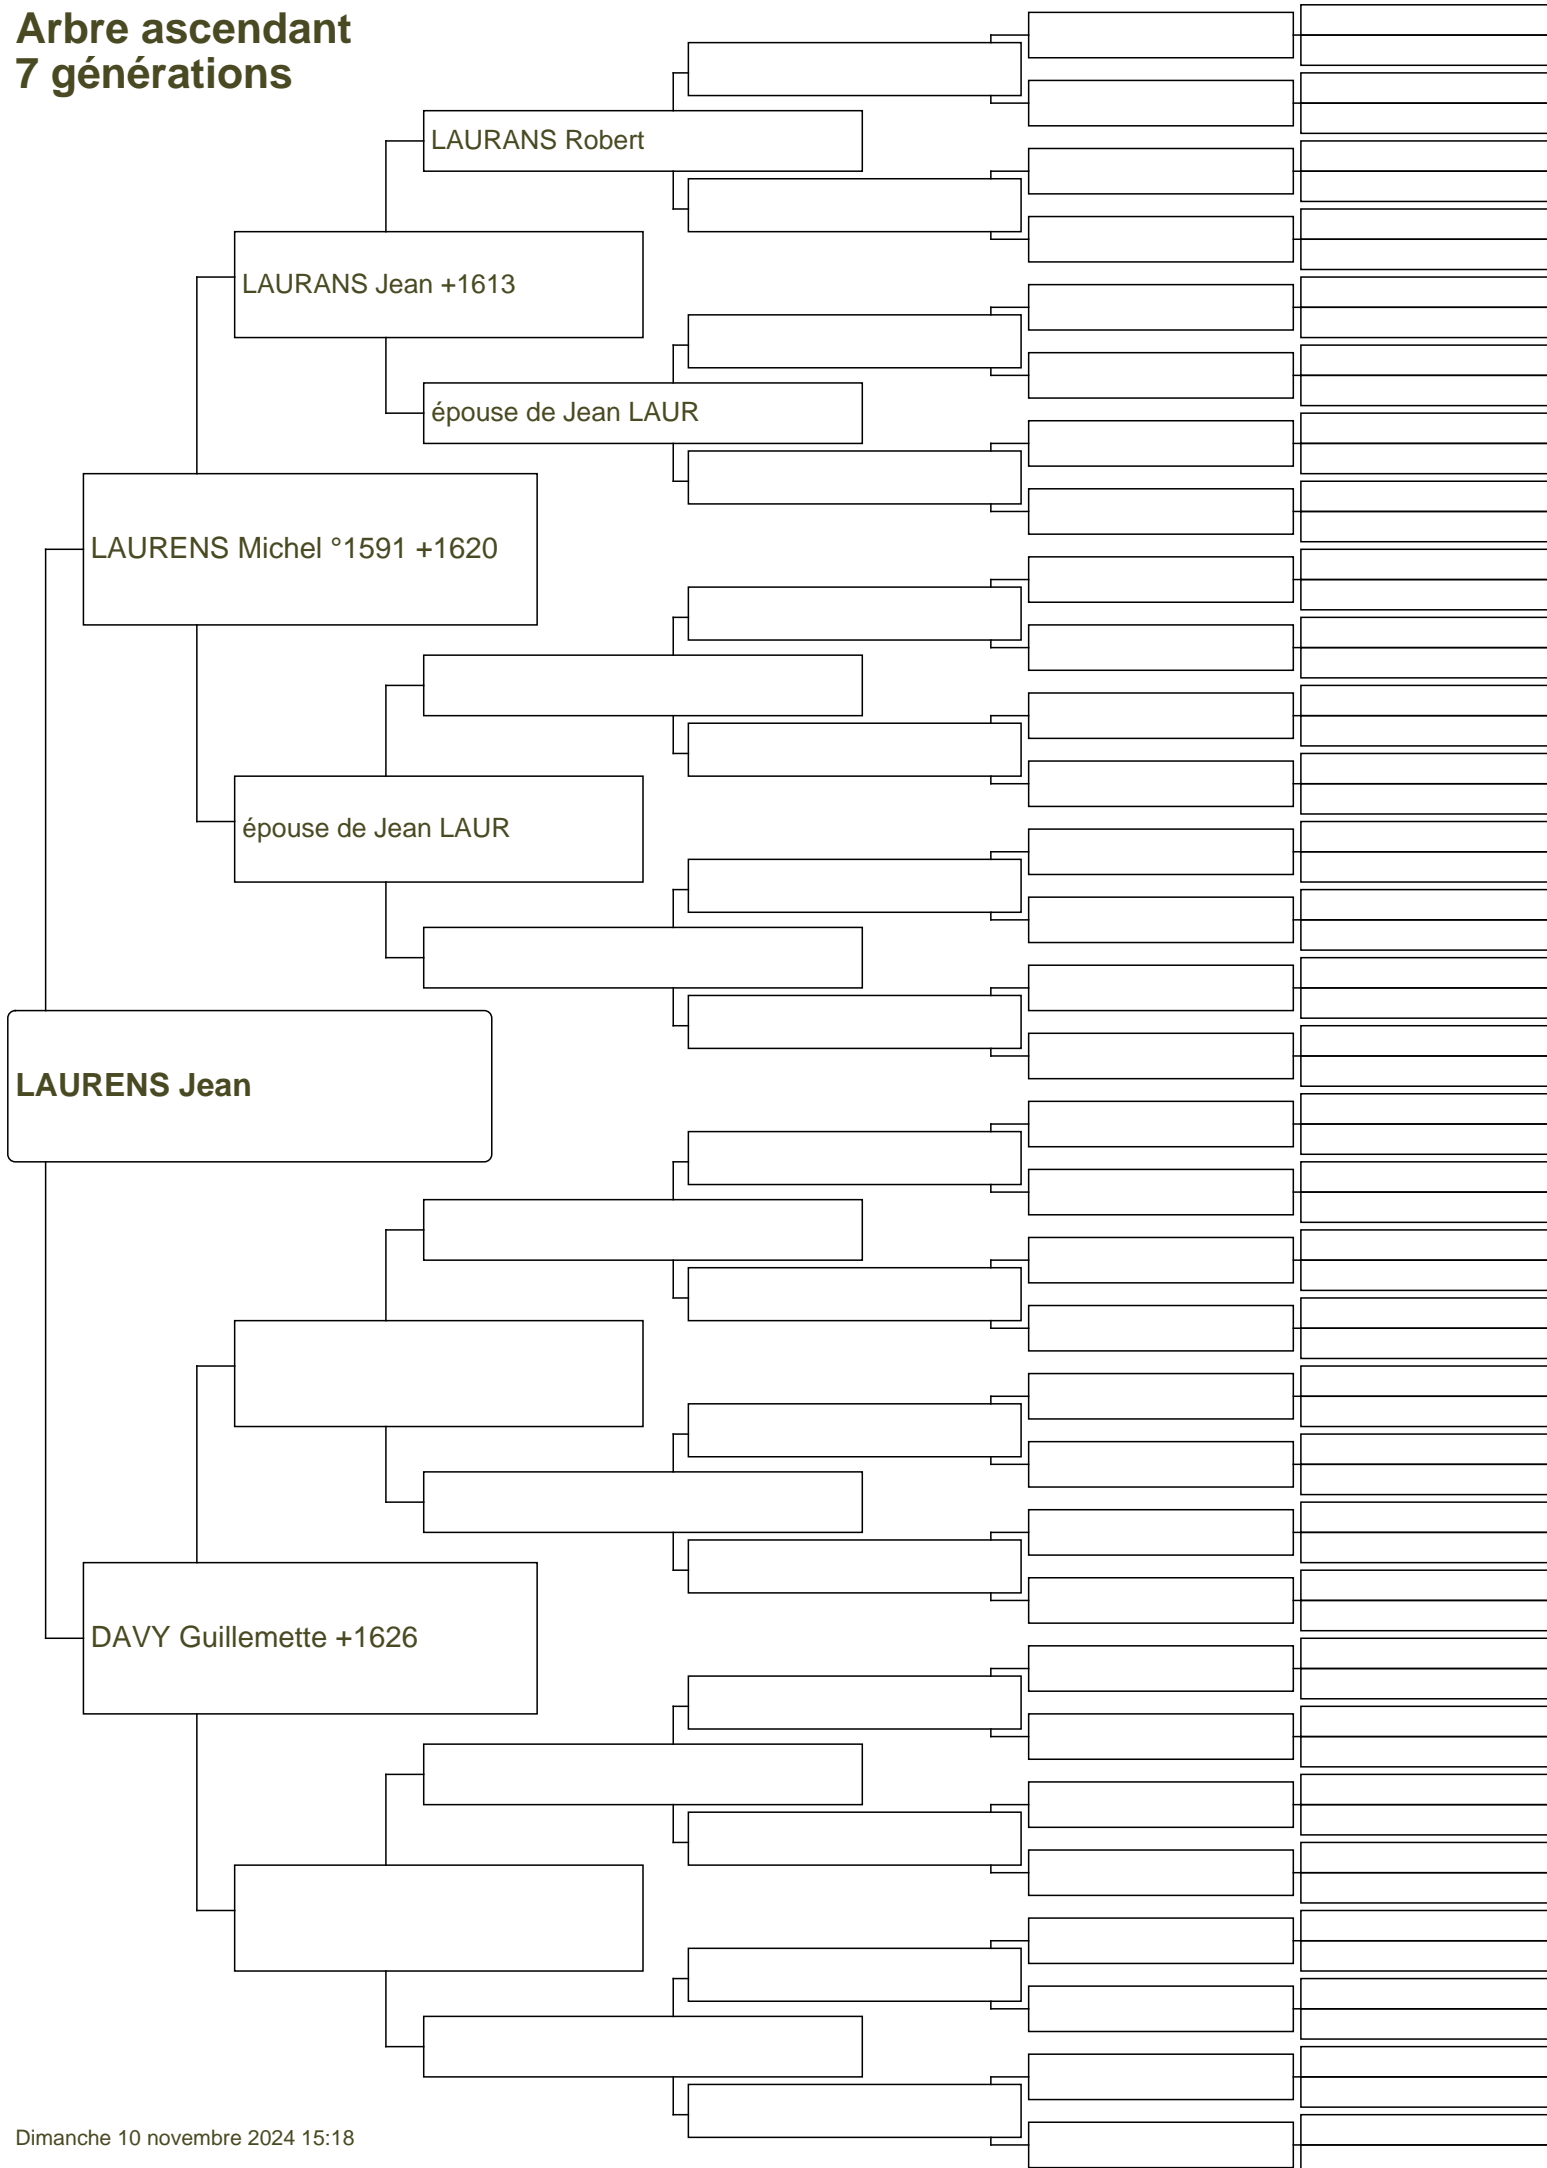 Arbre ascendant
7 générations
LAURANS Robert
LAURANS Jean +1613
épouse de Jean LAUR
LAURENS Michel °1591 +1620
épouse de Jean LAUR
LAURENS Jean
DAVY Guillemette +1626
Dimanche 10 novembre 2024 15:18